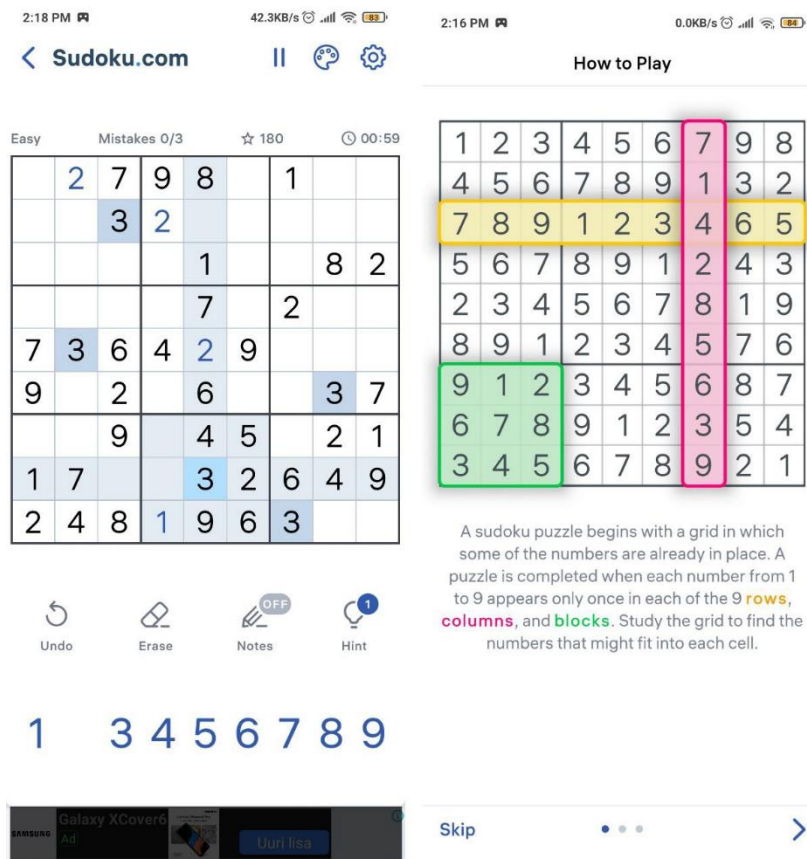 2:18 PM
42.3KB/s
83
Sudoku.com
Easy
Mistakes 0/3
180
00:59
2 7 9 8 1
3 2
1 8 2
7 2
7 3 6 4 2 9
9 2 6 3 7
9 4 5 2 1
1 7 3 2 6 4 9
2 4 8 1 9 6 3
OFF
1
Undo
Erase
Notes
Hint
1 3 4 5 6 7 8 9
SAMSUNG
Galaxy XCover6
Ad
Uuri lisa
2:16 PM
0.0KB/s
84
How to Play
1 2 3 4 5 6 7 9 8
4 5 6 7 8 9 1 3 2
7 8 9 1 2 3 4 6 5
5 6 7 8 9 1 2 4 3
2 3 4 5 6 7 8 1 9
8 9 1 2 3 4 5 7 6
9 1 2 3 4 5 6 8 7
6 7 8 9 1 2 3 5 4
3 4 5 6 7 8 9 2 1
A sudoku puzzle begins with a grid in which
some of the numbers are already in place. A
puzzle is completed when each number from 1
to 9 appears only once in each of the 9 rows,
columns, and blocks. Study the grid to find the
numbers that might fit into each cell.
Skip